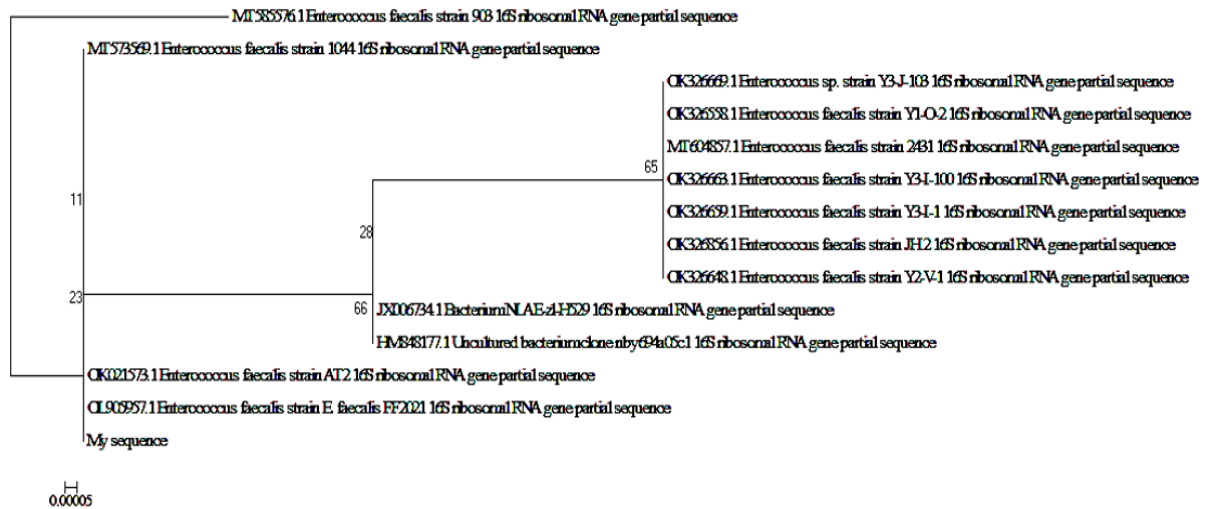 MT585576.1 Enterococcus faecalis strain 903 16S ribosomal RNA gene partial sequence
MT573569.1 Enterococcus faecalis strain 1044 16S ribosomal RNA gene partial sequence
OK326669.1 Enterococcus sp. strain Y3-J-103 16S ribosomal RNA gene partial sequence
OK326558.1 Enterococcus faecalis strain Y1-O-2 16S ribosomal RNA gene partial sequence
MT604857.1 Enterococcus faecalis strain 2431 16S ribosomal RNA gene partial sequence
65
OK326663.1 Enterococcus faecalis strain Y3-I-100 16S ribosomal RNA gene partial sequence
11
OK326659.1 Enterococcus faecalis strain Y3-I-1 16S ribosomal RNA gene partial sequence
28
OK326856.1 Enterococcus faecalis strain JH.2 16S ribosomal RNA gene partial sequence
OK326648.1 Enterococcus faecalis strain Y2-V-1 16S ribosomal RNA gene partial sequence
23
66
JX006734.1 Bacterium NLAE-zl-H529 16S ribosomal RNA gene partial sequence
HM848177.1 Uncultured bacterium clone nby694a05c1 16S ribosomal RNA gene partial sequence
OK021573.1 Enterococcus faecalis strain AT2 16S ribosomal RNA gene partial sequence
OL905957.1 Enterococcus faecalis strain E. faecalis FF2021 16S ribosomal RNA gene partial sequence
My sequence
0.00005